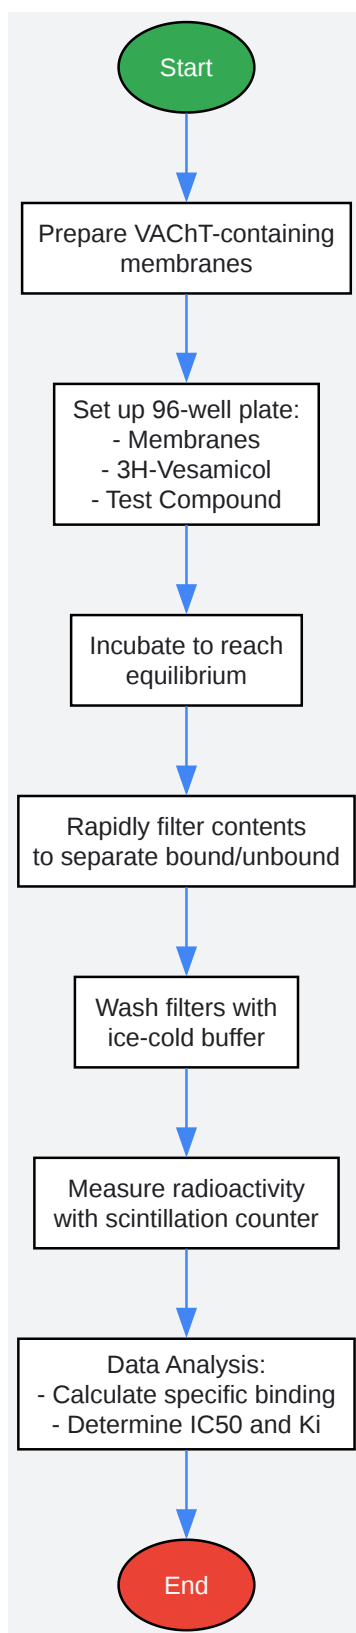 Start
Prepare VAChT-containing
membranes
Set up 96-well plate:
- Membranes
- 3H-Vesamicol
- Test Compound
Incubate to reach
equilibrium
Rapidly filter contents
to separate bound/unbound
Wash filters with
ice-cold buffer
Measure radioactivity
with scintillation counter
Data Analysis:
- Calculate specific binding
- Determine IC50 and Ki
End